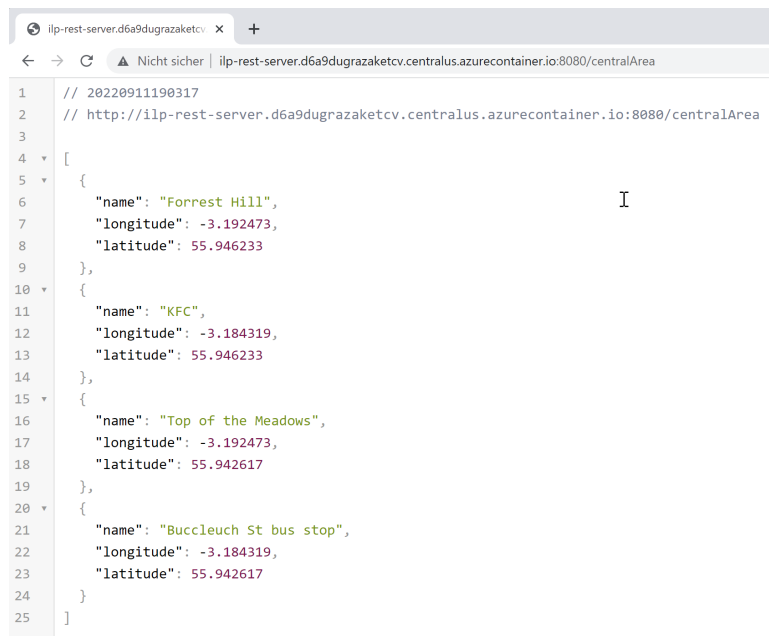 ilp-rest-server.d6a9dugrazaketcv
Nicht sicher | ilp-rest-server.d6a9dugrazaketcv.centralus.azurecontainer.io:8080/centralArea
1 // 20220911190317
2 // http://ilp-rest-server.d6a9dugrazaketcv.centralus.azurecontainer.io:8080/centralArea
3
4 [
5 {
6 "name": "Forrest Hill",
7 "longitude": -3.192473,
8 "latitude": 55.946233
9 },
10 {
11 "name": "KFC",
12 "longitude": -3.184319,
13 "latitude": 55.946233
14 },
15 {
16 "name": "Top of the Meadows",
17 "longitude": -3.192473,
18 "latitude": 55.942617
19 },
20 {
21 "name": "Buccleuch St bus stop",
22 "longitude": -3.184319,
23 "latitude": 55.942617
24 }
25 ]